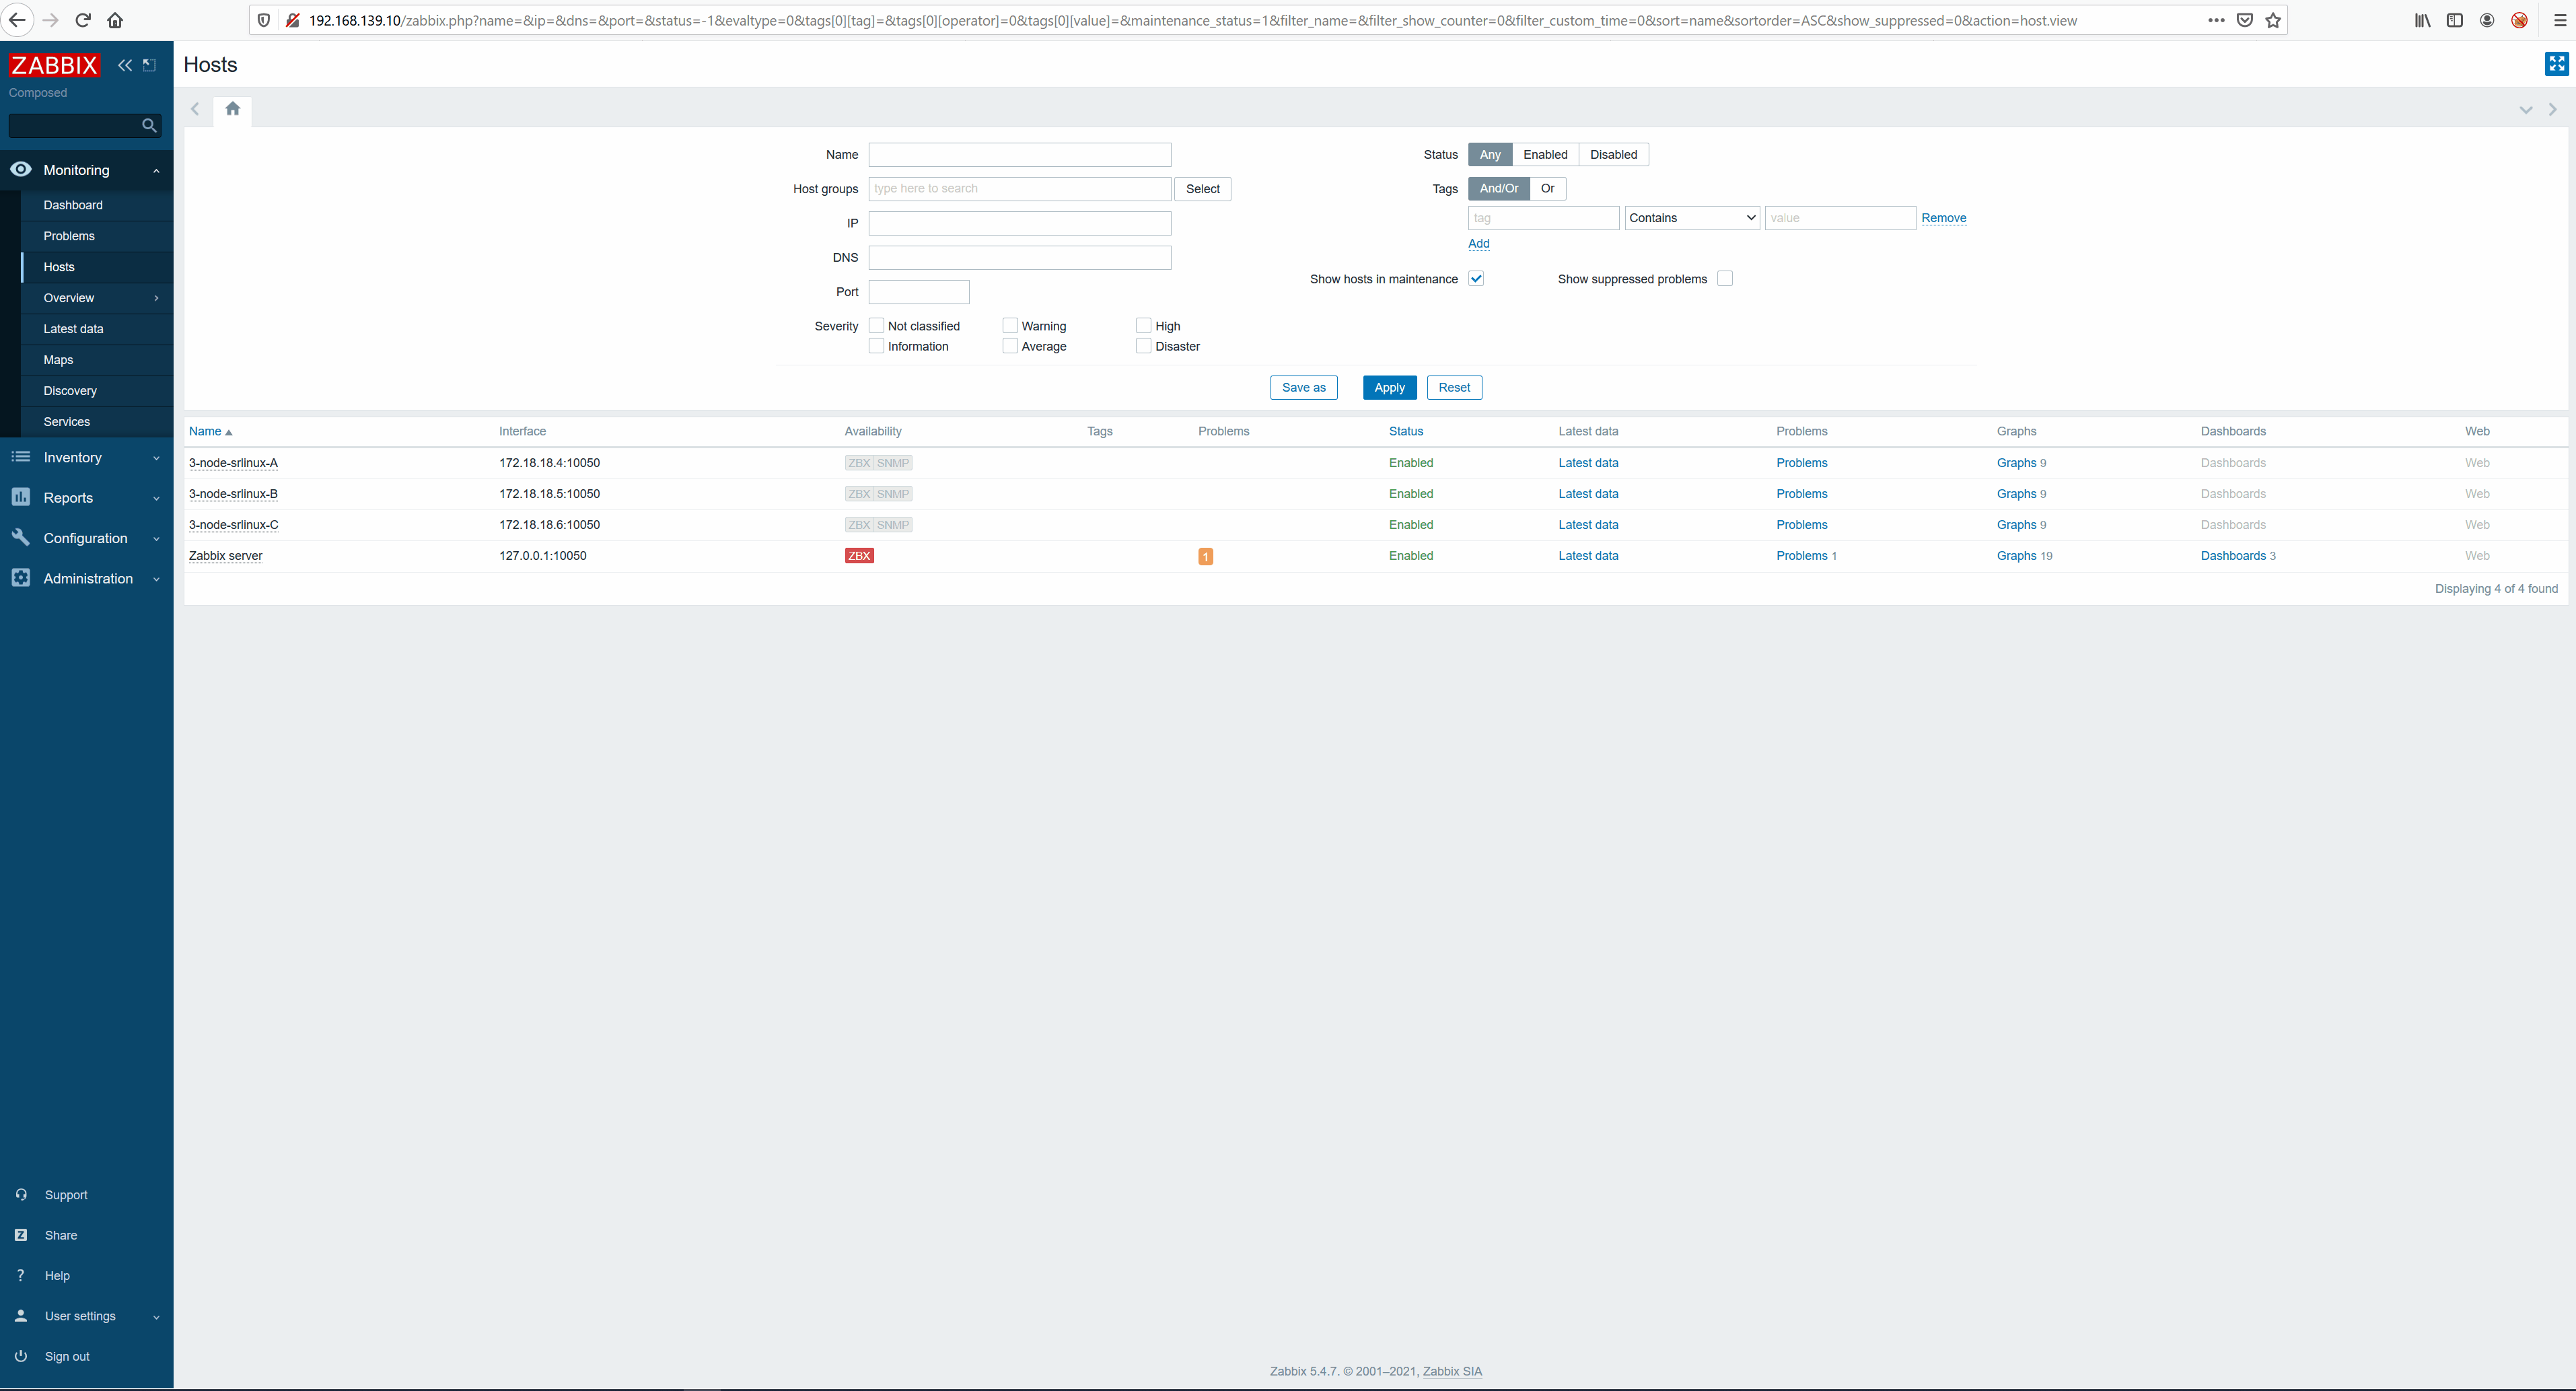 192.168.139.10/zabbix.php?name=&ip=&dns=&port=&status=-1&evaltype=0&tags[0][tag]=&tags[0][operator]=0&tags[0][value]=&maintenance_status=1&filter_name=&filter_show_counter=0&filter_custom_time=0&sort=name&sortorder=ASC&show_suppressed=0&action=host.view
ZABBIX
Composed
Monitoring
Dashboard
Problems
Hosts
Overview
Latest data
Maps
Discovery
Services
Inventory
Reports
Configuration
Administration
Support
Z Share
? Help
User settings
Sign out
Hosts
Name
Host groups type here to search Select
IP
DNS
Port
Severity Not classified Warning High
Information Average Disaster
Status Any Enabled Disabled
Tags And/Or Or
tag Contains value Remove
Add
Show hosts in maintenance Show suppressed problems
Save as Apply Reset
Name Interface Availability Tags Problems Status Latest data Problems Graphs Dashboards Web
3-node-srlinux-A 172.18.18.4:10050 ZBX SNMP Enabled Latest data Problems Graphs 9 Dashboards Web
3-node-srlinux-B 172.18.18.5:10050 ZBX SNMP Enabled Latest data Problems Graphs 9 Dashboards Web
3-node-srlinux-C 172.18.18.6:10050 ZBX SNMP Enabled Latest data Problems Graphs 9 Dashboards Web
Zabbix server 127.0.0.1:10050 ZBX 1 Enabled Latest data Problems 1 Graphs 19 Dashboards 3 Web
Displaying 4 of 4 found
Zabbix 5.4.7. © 2001–2021, Zabbix SIA